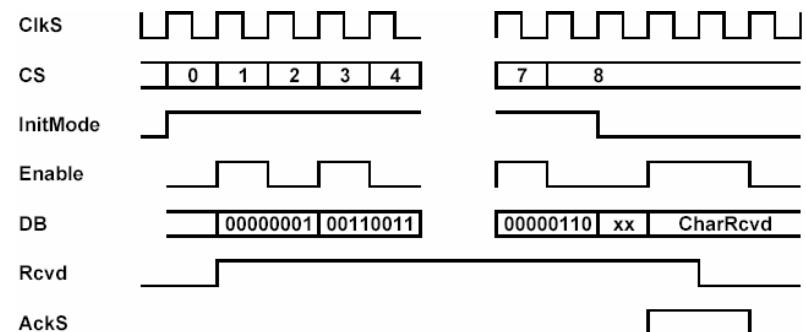 ClkS
CS 0 1 2 3 4 7 8
InitMode
Enable
DB 00000001 00110011 00000110 xx CharRcvd
Rcvd
AckS